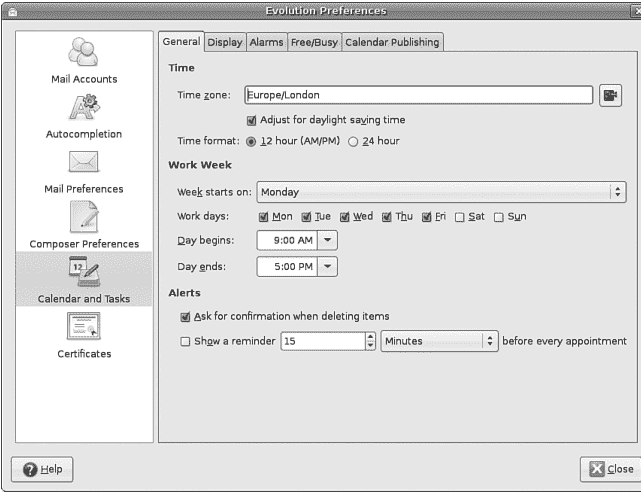 Evolution Preferences
Mail Accounts
Autocompletion
Mail Preferences
Composer Preferences
12
Calendar and Tasks
Certificates
General Display Alarms Free/Busy Calendar Publishing
Time
Time zone: Europe/London
Adjust for daylight saving time
Time format: 12 hour (AM/PM) 24 hour
Work Week
Week starts on: Monday
Work days: Mon Tue Wed Thu Fri Sat Sun
Day begins: 9:00 AM
Day ends: 5:00 PM
Alerts
Ask for confirmation when deleting items
Show a reminder 15 Minutes before every appointment
Help
Close